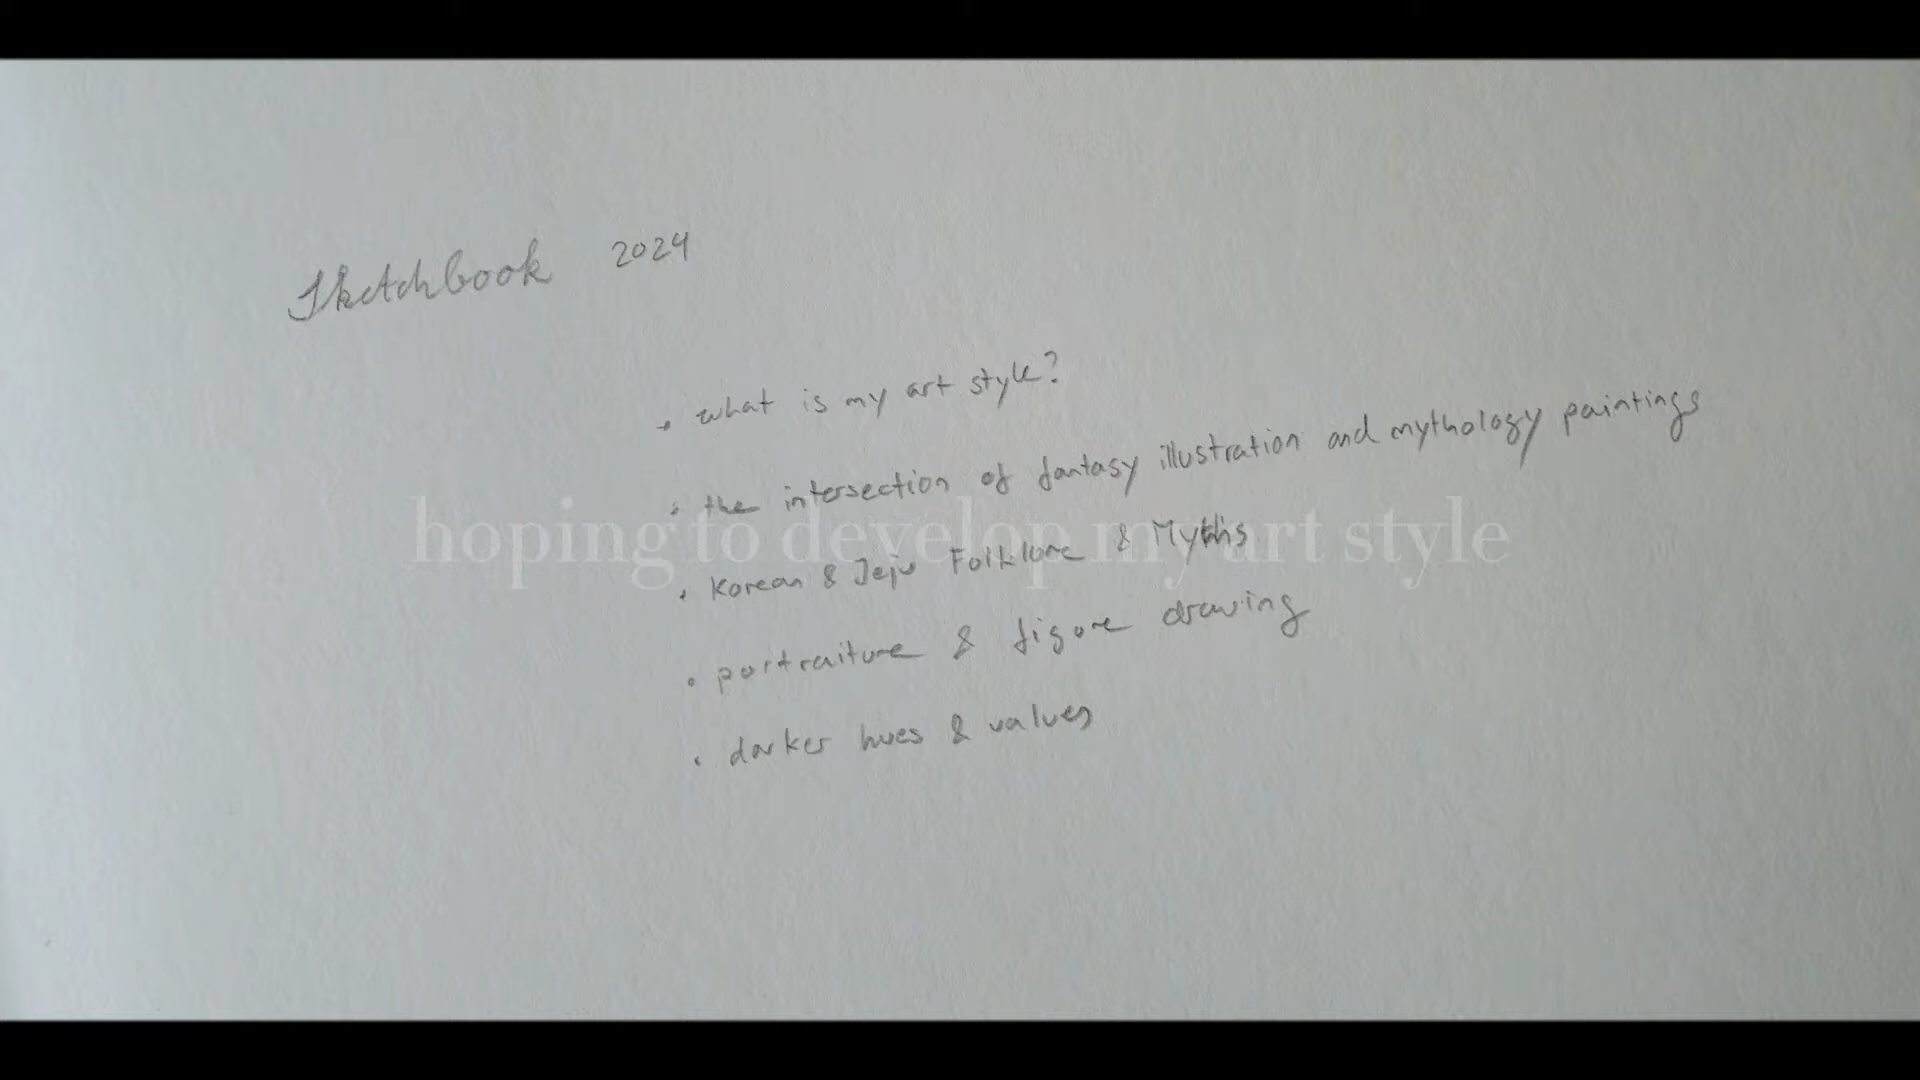 Sketchbook 2024
• what is my art style?
• the intersection of fantasy illustration and mythology paintings
hoping to develop my art style
• Korean & Jeju Folklore & Myths
• portraiture & figure drawing
• darker hues & values